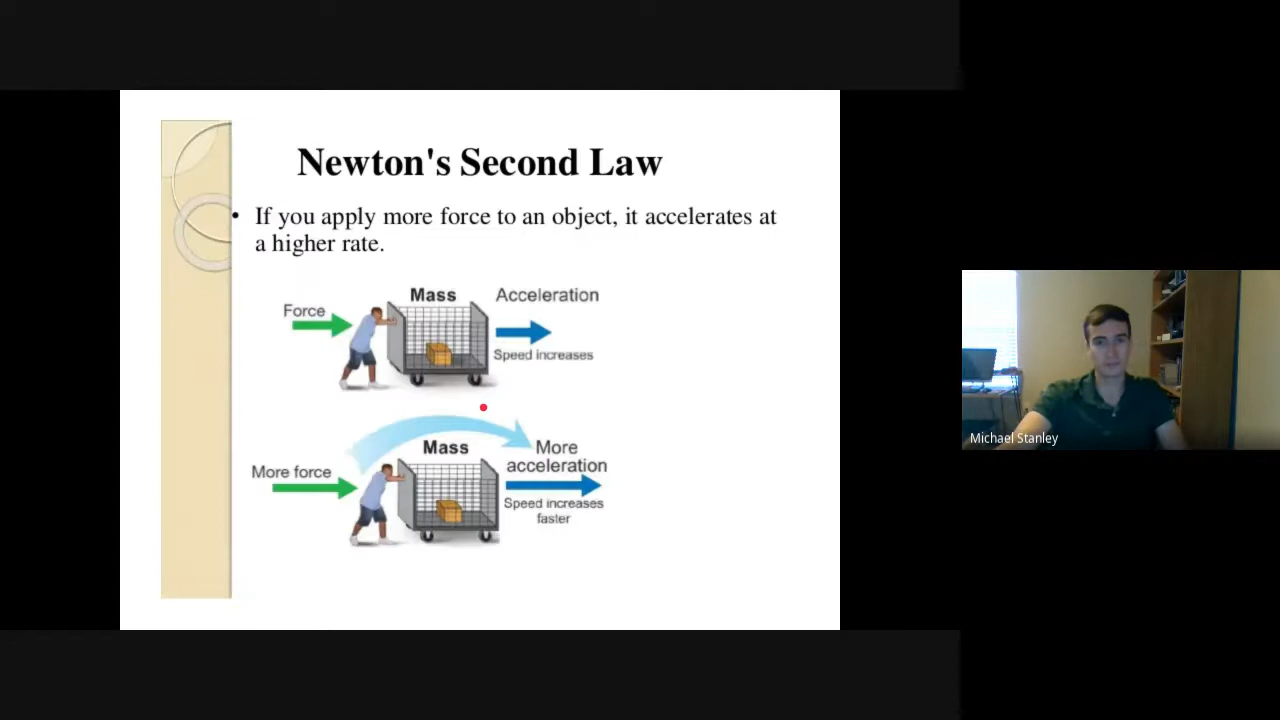 Newton's Second Law
• If you apply more force to an object, it accelerates at
a higher rate.
Force
Mass
Acceleration
Speed increases
More force
Mass
More
acceleration
Speed increases
faster
Michael Stanley